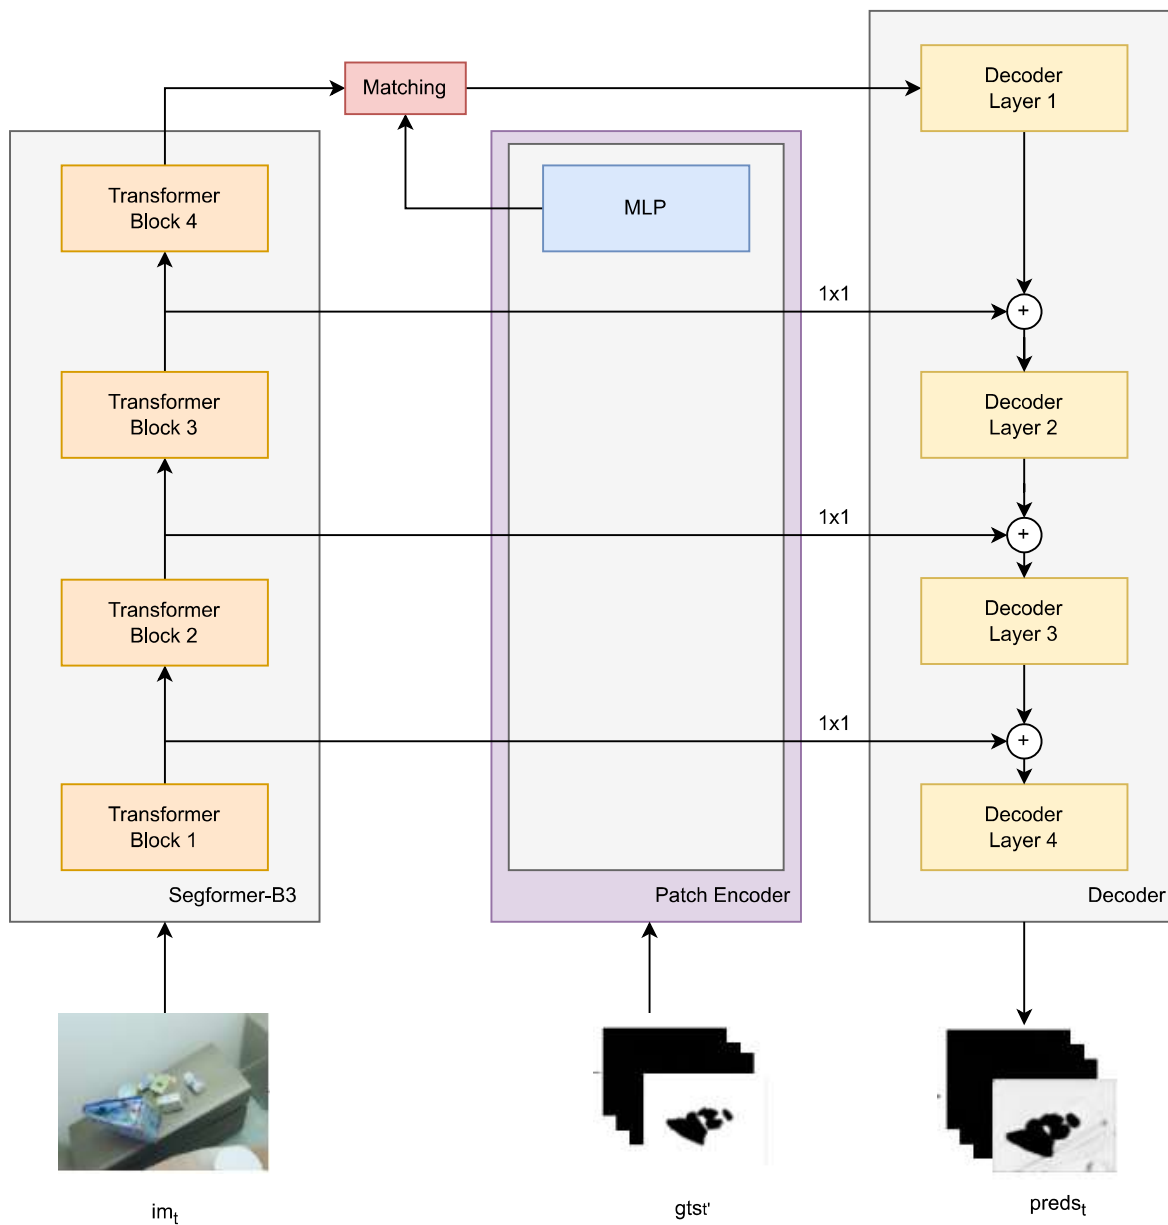 Matching
Decoder
Layer 1
Transformer
Block 4
MLP
1x1
+
Transformer
Block 3
Decoder
Layer 2
1x1
+
Transformer
Block 2
Decoder
Layer 3
1x1
+
Transformer
Block 1
Decoder
Layer 4
Segformer-B3
Patch Encoder
Decoder
imt
gtst'
predst